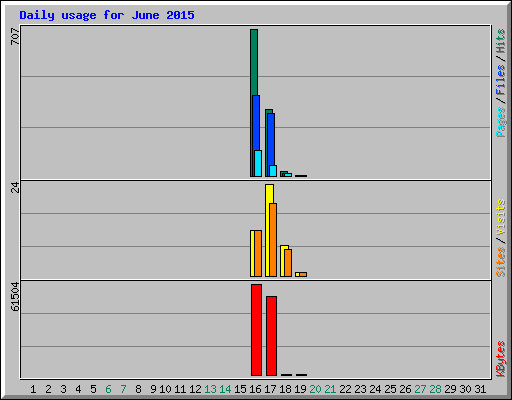 Daily usage for June 2015
707
24
61504
Pages/Files/Hits
Sites/Visits
KBytes
1 2 3 4 5 6 7 8 9 10 11 12 13 14 15 16 17 18 19 20 21 22 23 24 25 26 27 28 29 30 31